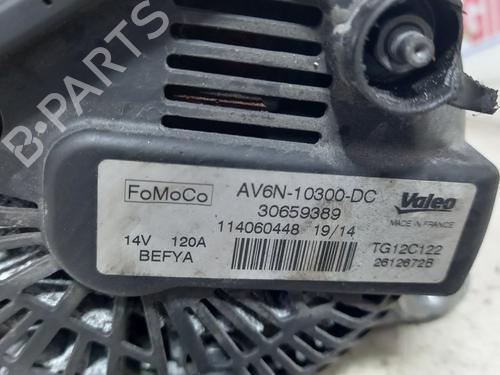 B-PARTS
FoMoCo
AV6N-10300-DC
30659389
Valeo
MADE IN FRANCE
114060448 19/14
14V 120A
BEFYA
TG12C122
2612672B